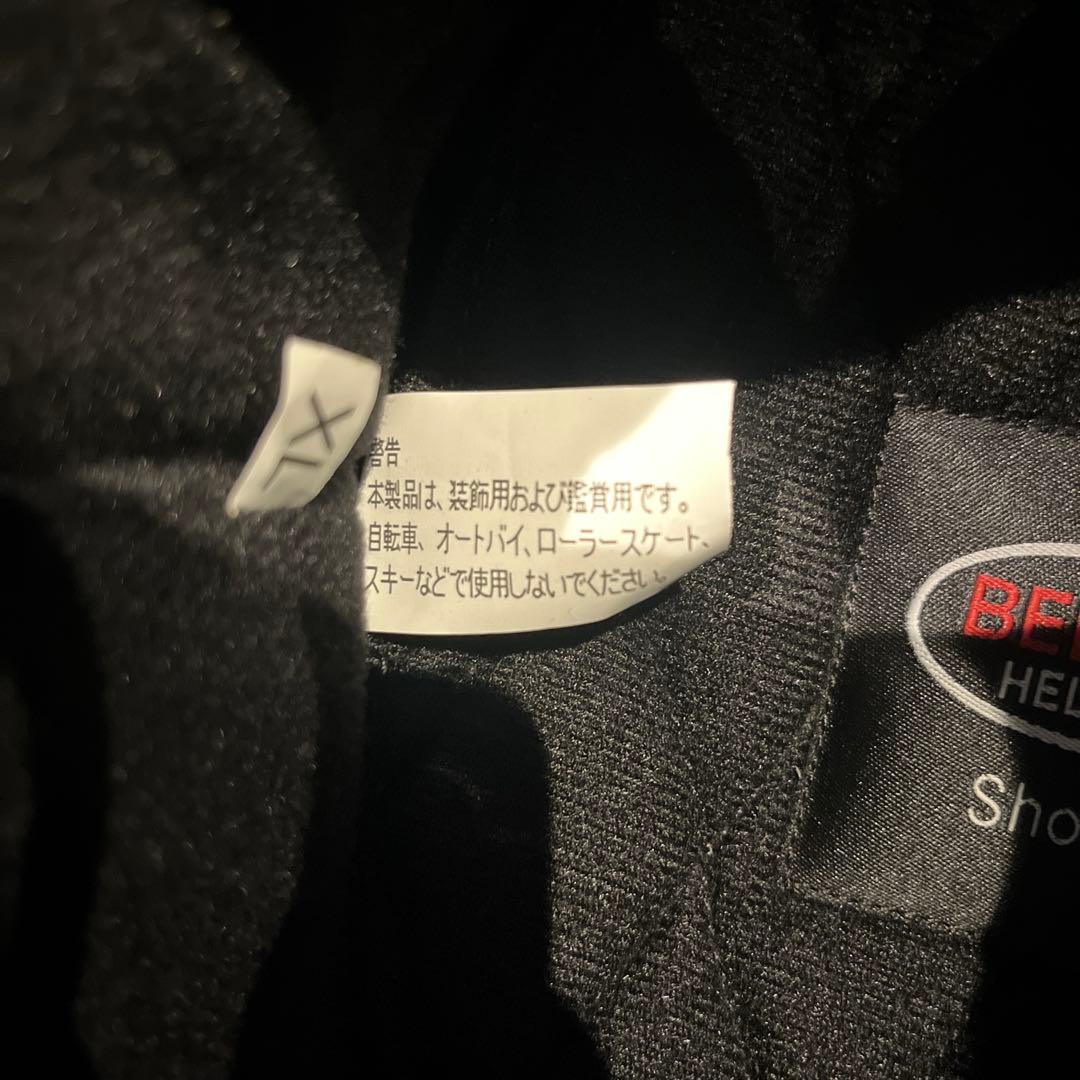 XL
警告
本製品は、装飾用および鑑賞用です。
自転車、オートバイ、ローラースケート、
スキーなどで使用しないでください。